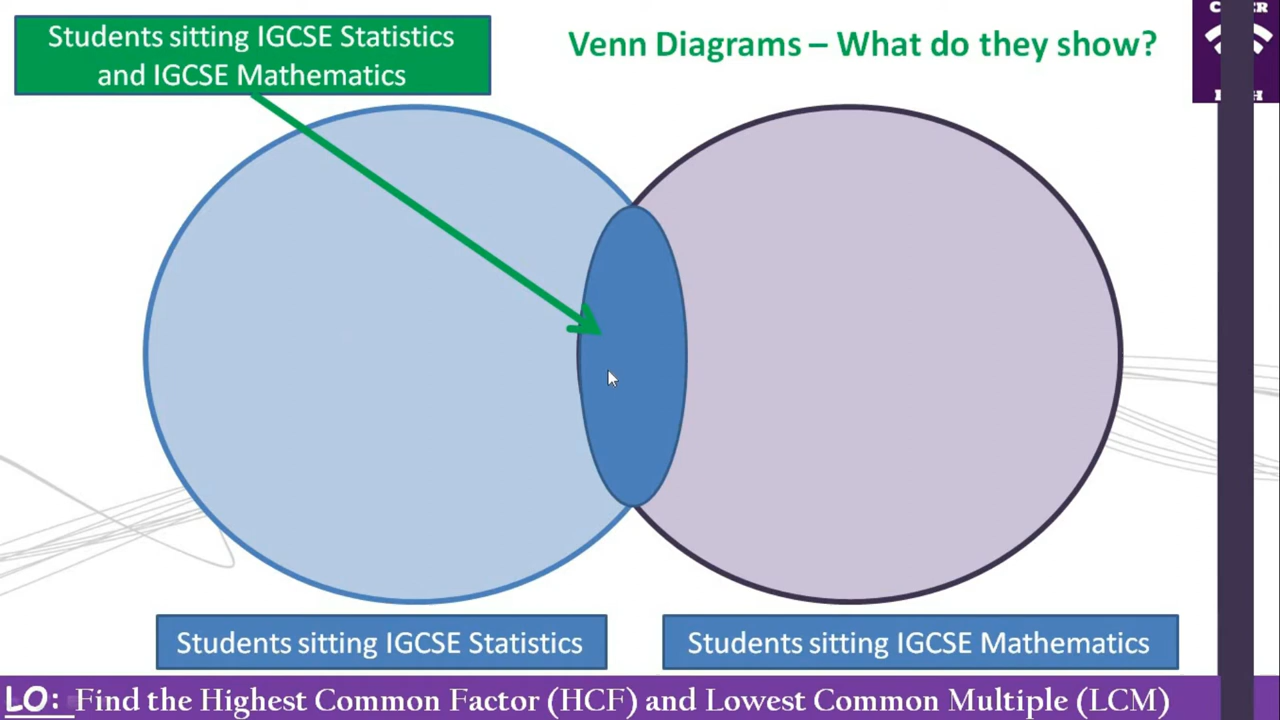 Students sitting IGCSE Statistics
and IGCSE Mathematics
Venn Diagrams – What do they show?
Students sitting IGCSE Statistics
Students sitting IGCSE Mathematics
LO: Find the Highest Common Factor (HCF) and Lowest Common Multiple (LCM)